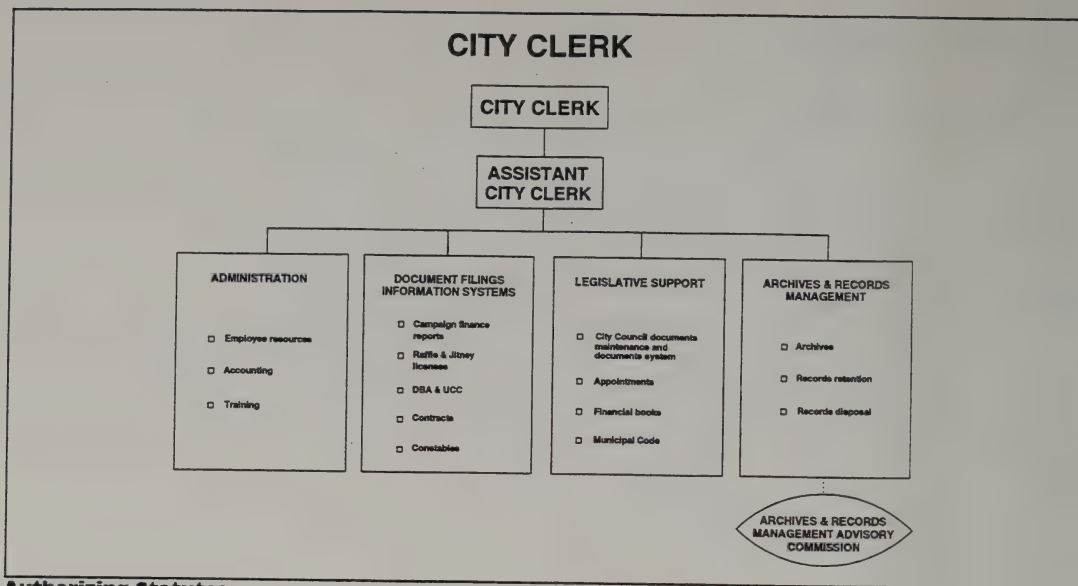 CITY CLERK
CITY CLERK
ASSISTANT
CITY CLERK
ADMINISTRATION
Employee resources
Accounting
Training
DOCUMENT FILINGS
INFORMATION SYSTEMS
Campaign finance
reports
Raffle & Jitney
licenses
DBA & UCC
Contracts
Constables
LEGISLATIVE SUPPORT
City Council documents
maintenance and
documents system
Appointments
Financial books
Municipal Code
ARCHIVES & RECORDS
MANAGEMENT
Archives
Records retention
Records disposal
ARCHIVES & RECORDS
MANAGEMENT ADVISORY
COMMISSION
Authorizing Statutes